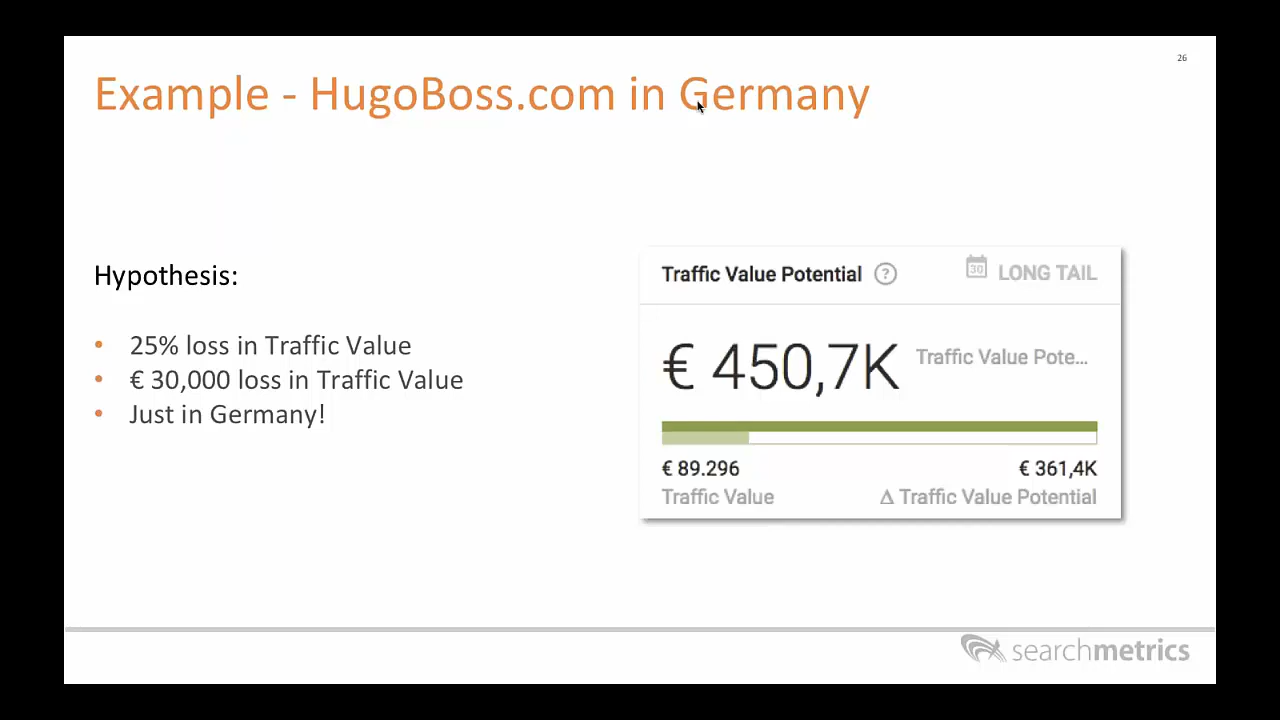 26
Example - HugoBoss.com in Germany
Hypothesis:
• 25% loss in Traffic Value
• € 30,000 loss in Traffic Value
• Just in Germany!
Traffic Value Potential ? 30 LONG TAIL
€ 450,7K Traffic Value Pote...
€ 89.296 € 361,4K
Traffic Value Δ Traffic Value Potential
searchmetrics